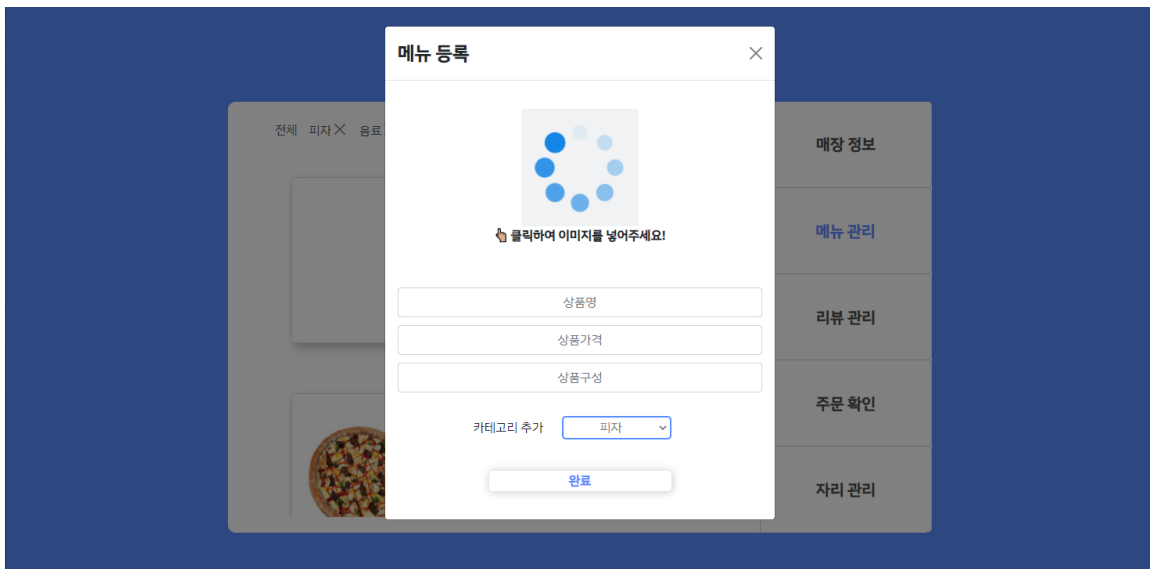 메뉴 등록
전체 피자 음료
👆 클릭하여 이미지를 넣어주세요!
상품명
상품가격
상품구성
카테고리 추가 피자
완료
매장 정보
메뉴 관리
리뷰 관리
주문 확인
자리 관리